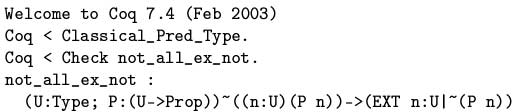 Welcome to Coq 7.4 (Feb 2003)
Coq < Classical_Pred_Type.
Coq < Check not_all_ex_not.
not_all_ex_not :
  (U:Type; P:(U->Prop))~((n:U)(P n))->(EXT n:U|~(P n))